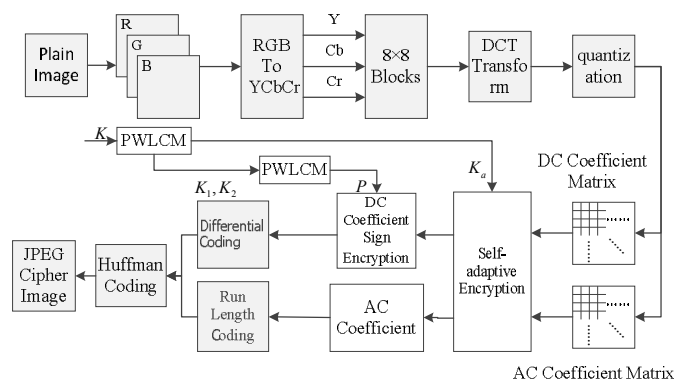 Plain
Image
R
G
B
RGB
To
YCbCr
Y
Cb
Cr
8×8
Blocks
DCT
Transfo
rm
quantiz
ation
K
PWLCM
PWLCM
K₁, K₂
P
Kₐ
DC Coefficient
Matrix
JPEG
Cipher
Image
Huffman
Coding
Differential
Coding
DC
Coefficient
Sign
Encryption
Self-
adaptive
Encryption
Run
Length
Coding
AC
Coefficient
AC Coefficient Matrix